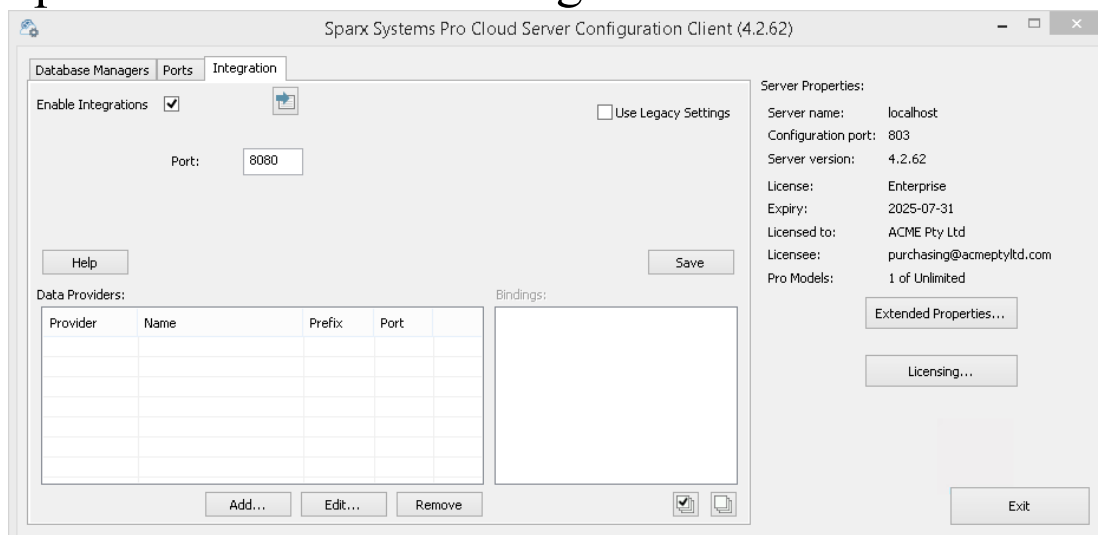 Sparx Systems Pro Cloud Server Configuration Client (4.2.62)
Database Managers Ports Integration
Enable Integrations
Use Legacy Settings
Port: 8080
Help
Save
Data Providers:
Bindings:
Provider Name Prefix Port
Add... Edit... Remove
Server Properties:
Server name: localhost
Configuration port: 803
Server version: 4.2.62
License: Enterprise
Expiry: 2025-07-31
Licensed to: ACME Pty Ltd
Licensee: purchasing@acmeptyltd.com
Pro Models: 1 of Unlimited
Extended Properties...
Licensing...
Exit